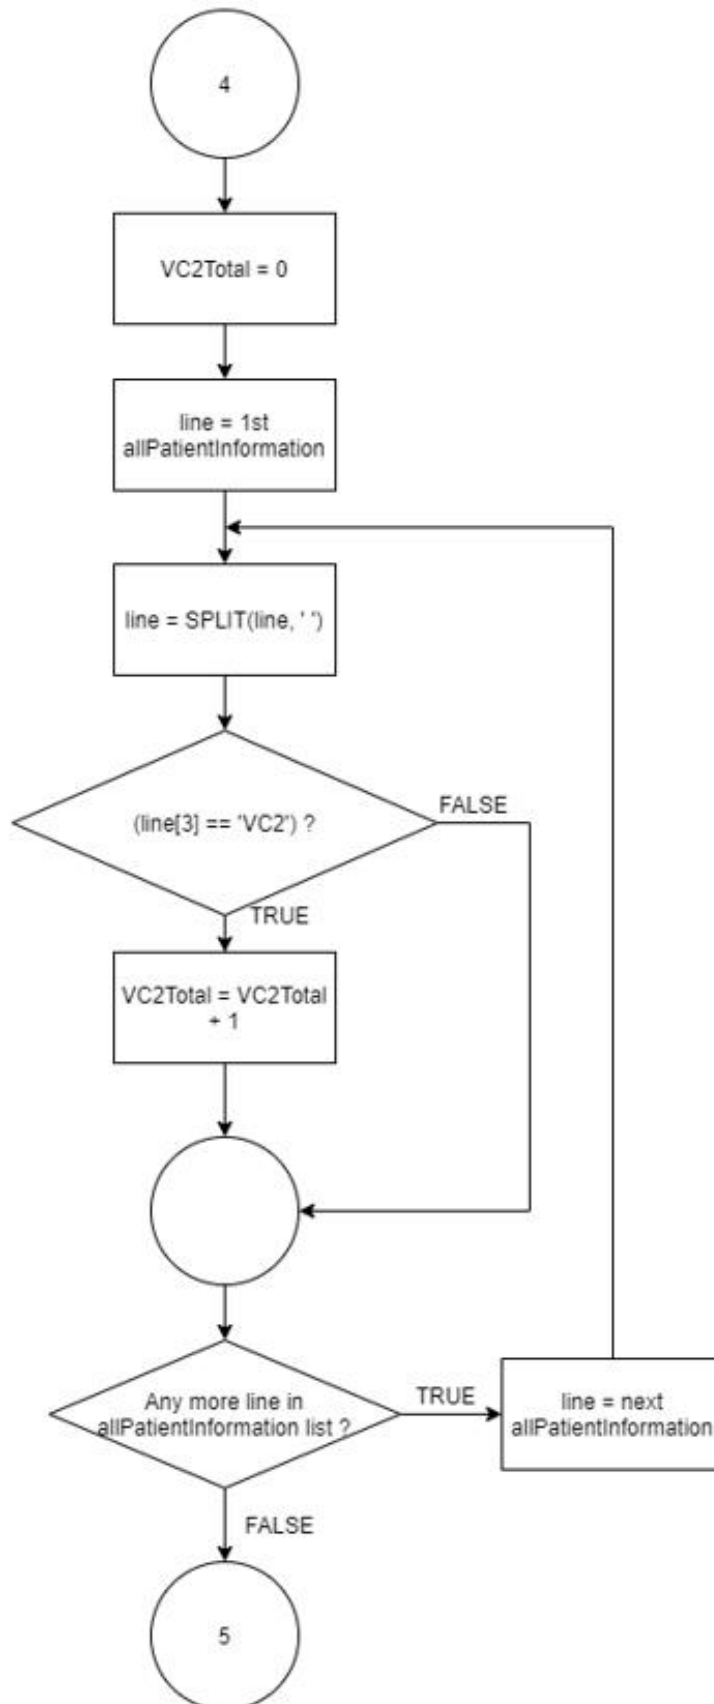 4
VC2Total = 0
line = 1st
allPatientInformation
line = SPLIT(line, ' ')
(line[3] == 'VC2') ?
FALSE
TRUE
VC2Total = VC2Total
+ 1
Any more line in
allPatientInformation list ?
TRUE
line = next
allPatientInformation
FALSE
5